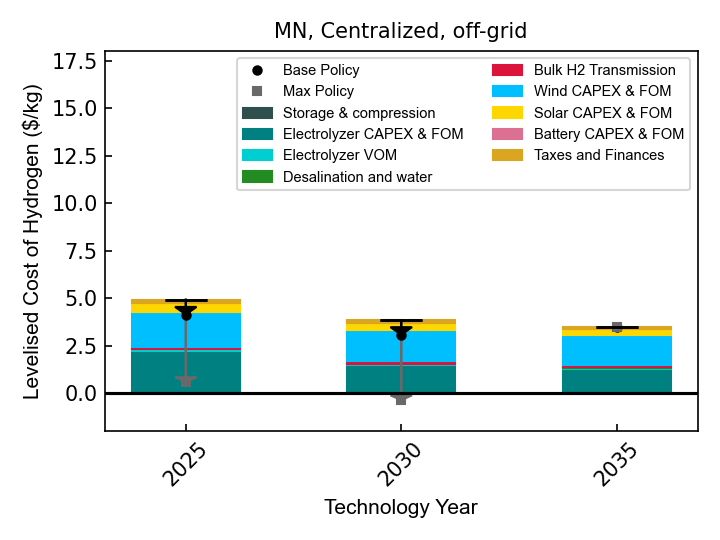 MN, Centralized, off-grid
Levelised Cost of Hydrogen ($/kg)
17.5
15.0
12.5
10.0
7.5
5.0
2.5
0.0
Base Policy
Max Policy
Storage & compression
Electrolyzer CAPEX & FOM
Electrolyzer VOM
Desalination and water
Bulk H2 Transmission
Wind CAPEX & FOM
Solar CAPEX & FOM
Battery CAPEX & FOM
Taxes and Finances
2025
2030
2035
Technology Year